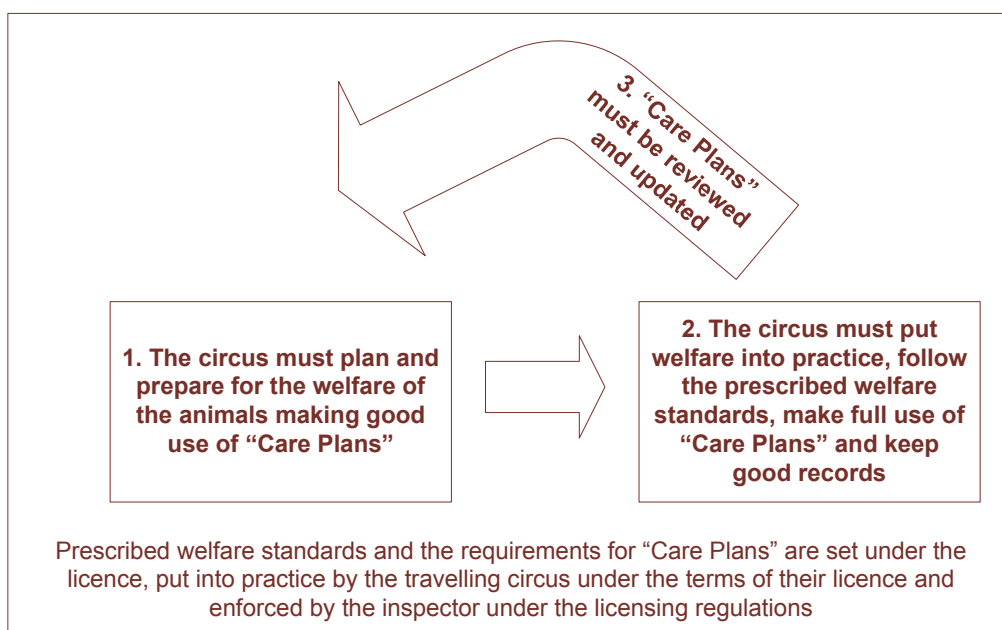 3. “Care Plans”
must be reviewed
and updated
1. The circus must plan and
prepare for the welfare of
the animals making good
use of “Care Plans”
2. The circus must put
welfare into practice, follow
the prescribed welfare
standards, make full use of
“Care Plans” and keep
good records
Prescribed welfare standards and the requirements for “Care Plans” are set under the
licence, put into practice by the travelling circus under the terms of their licence and
enforced by the inspector under the licensing regulations